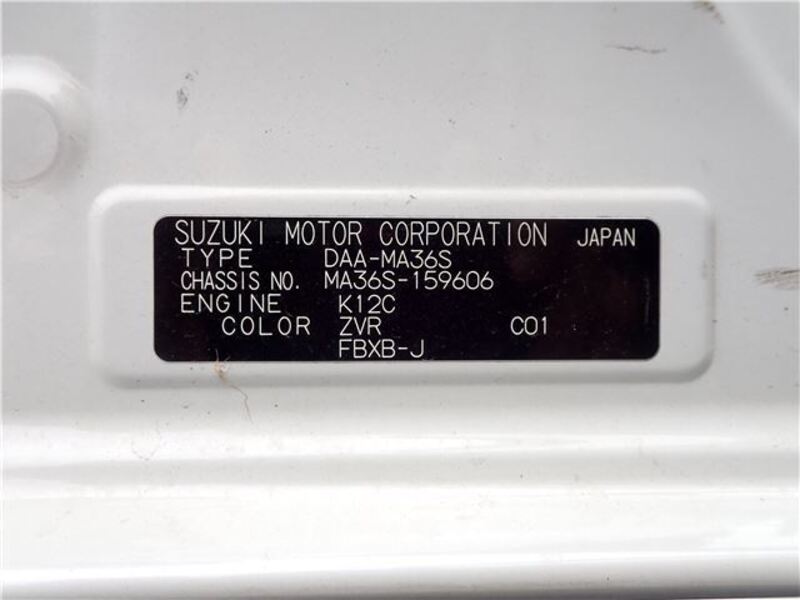 SUZUKI MOTOR CORPORATION JAPAN
TYPE DAA-MA36S
CHASSIS NO. MA36S-159606
ENGINE K12C
COLOR ZVR C01
FBXB-J